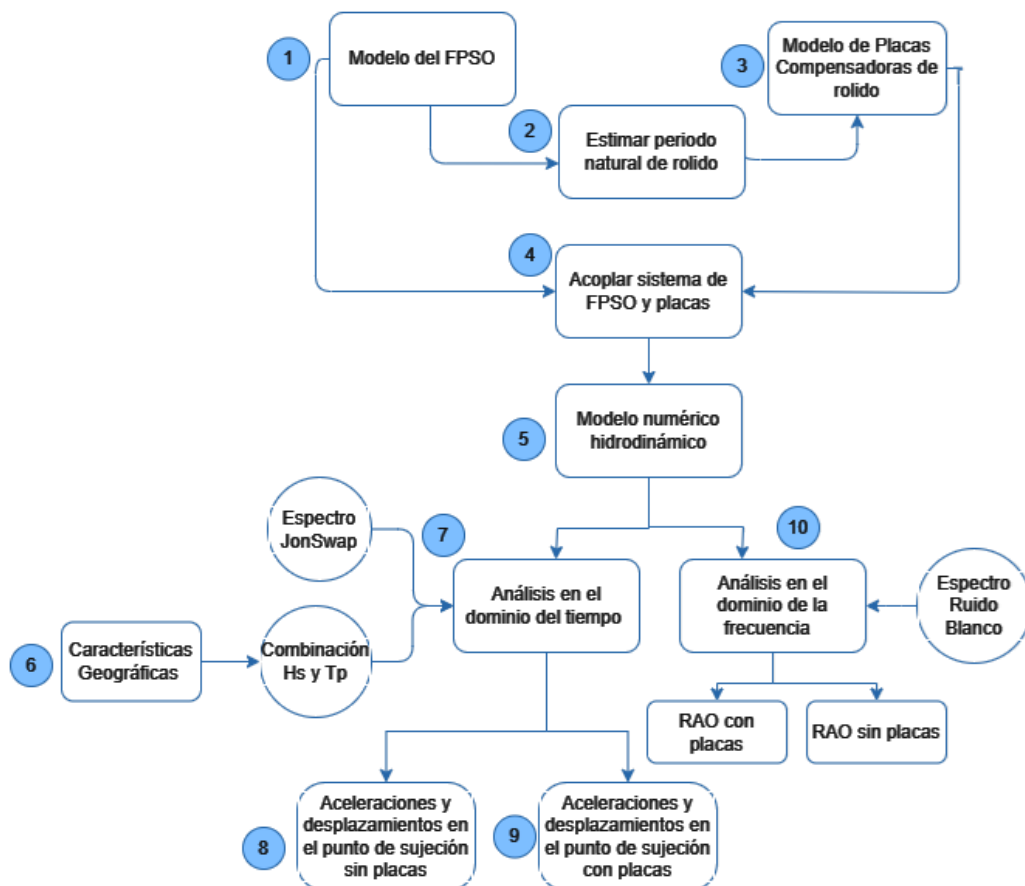 1
Modelo del FPSO
3
Modelo de Placas
Compensadoras de
rolido
2
Estimar periodo
natural de rolido
4
Acoplar sistema de
FPSO y placas
5
Modelo numérico
hidrodinámico
Espectro
JonSwap
7
10
Análisis en el
dominio del tiempo
Análisis en el
dominio de la
frecuencia
Espectro
Ruido
Blanco
6
Características
Geográficas
Combinación
Hs y Tp
RAO con
placas
RAO sin placas
8
Aceleraciones y
desplazamientos en
el punto de sujeción
sin placas
9
Aceleraciones y
desplazamientos en
el punto de sujeción
con placas